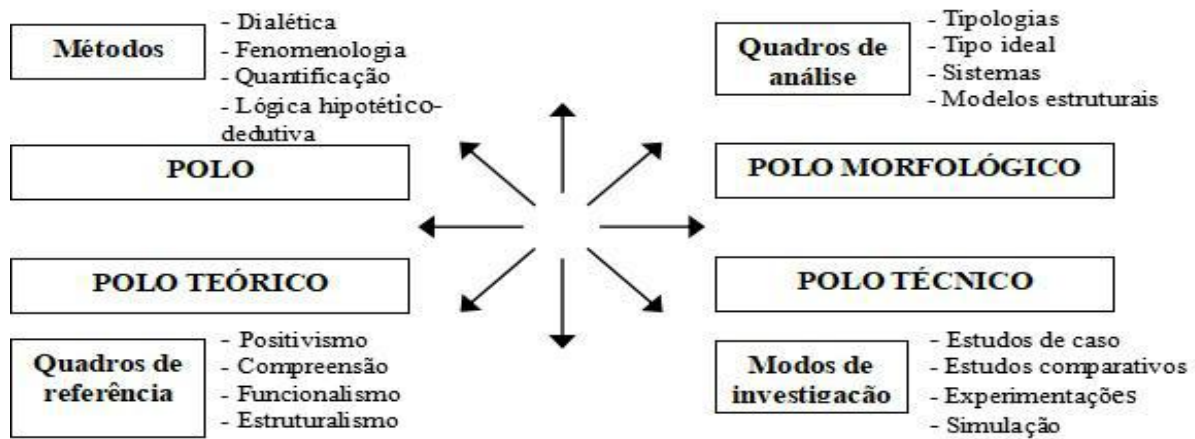 Métodos
- Dialética
- Fenomenologia
- Quantificação
- Lógica hipotético-
dedutiva
Quadros de
análise
- Tipologias
- Tipo ideal
- Sistemas
- Modelos estruturais
POLO
POLO MORFOLÓGICO
POLO TEÓRICO
POLO TÉCNICO
Quadros de
referência
- Positivismo
- Compreensão
- Funcionalismo
- Estruturalismo
Modos de
investigação
- Estudos de caso
- Estudos comparativos
- Experimentações
- Simulação